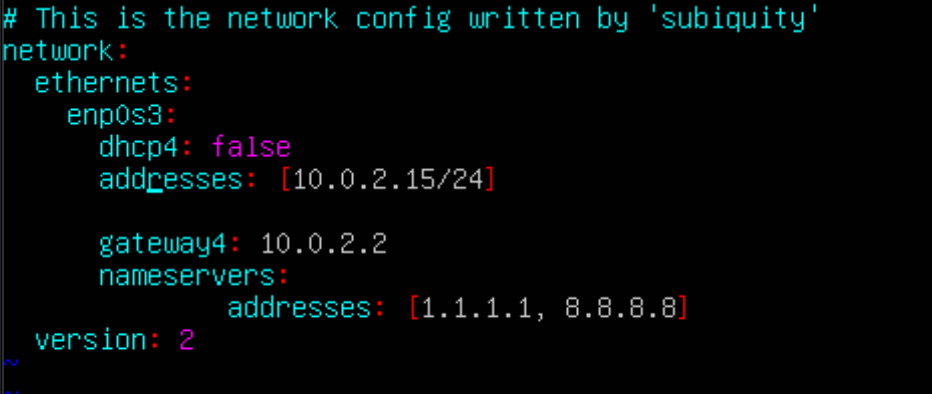 # This is the network config written by 'subiquity'
network:
  ethernets:
    enp0s3:
      dhcp4: false
      addresses: [10.0.2.15/24]

      gateway4: 10.0.2.2
      nameservers:
              addresses: [1.1.1.1, 8.8.8.8]
  version: 2
~